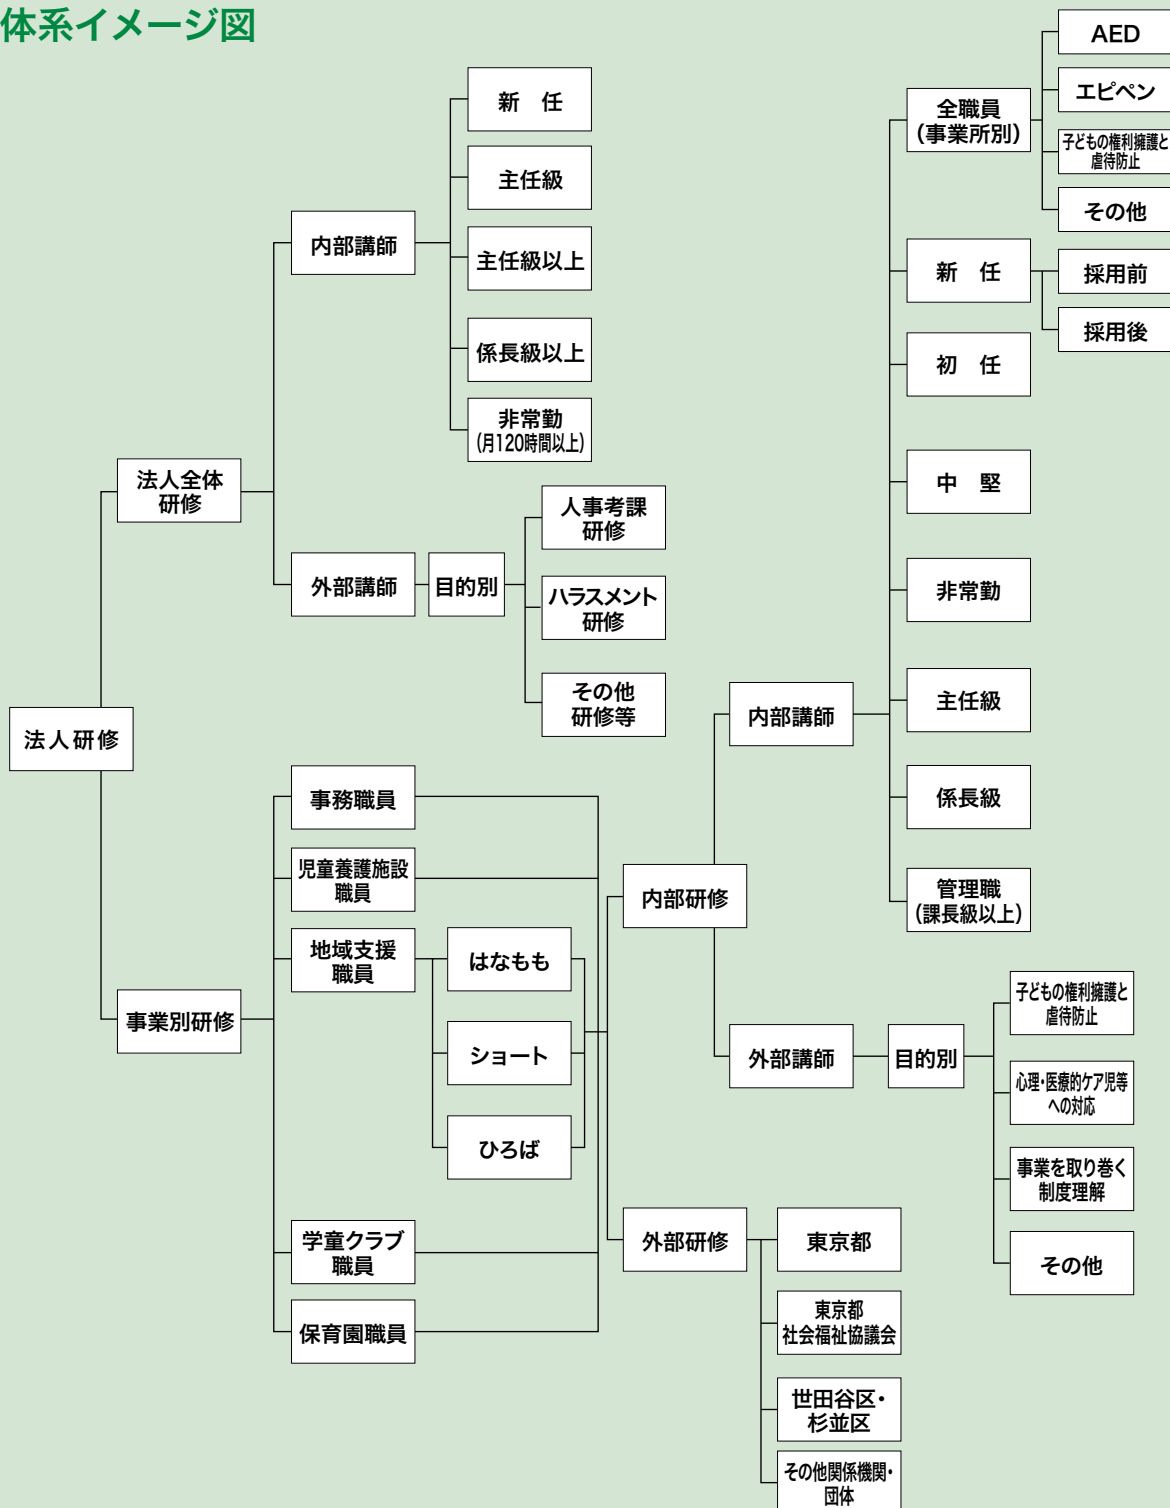 体系イメージ図
法人研修
法人全体
研修
内部講師
新　任
主任級
主任級以上
係長級以上
非常勤
(月120時間以上)
外部講師
目的別
人事考課
研修
ハラスメント
研修
その他
研修等
事業別研修
事務職員
児童養護施設
職員
地域支援
職員
はなもも
ショート
ひろば
学童クラブ
職員
保育園職員
内部研修
内部講師
全職員
(事業所別)
AED
エピペン
子どもの権利擁護と
虐待防止
その他
新　任
採用前
採用後
初　任
中　堅
非常勤
主任級
係長級
管理職
(課長級以上)
外部講師
目的別
子どもの権利擁護と
虐待防止
心理・医療的ケア児等
への対応
事業を取り巻く
制度理解
その他
外部研修
東京都
東京都
社会福祉協議会
世田谷区・
杉並区
その他関係機関・
団体